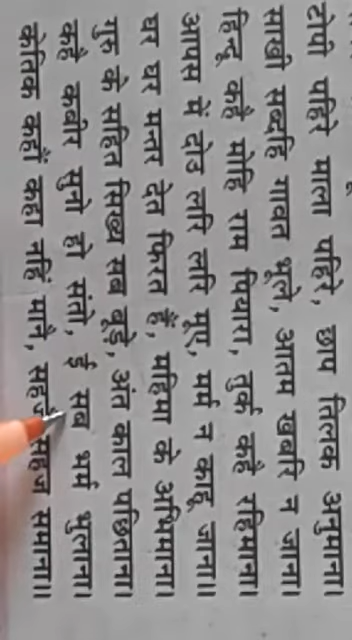 टोपी पहिरे माला पहिरे, छाप तिलक अनुमाना।
साखी सब्दहि गावत भूले, आतम खबरि न जाना।
हिन्दू कहै मोहि राम पियारा, तुर्क कहै रहिमाना।
आपस में दोउ लरि लरि मूए, मर्म न काहू जाना॥
घर घर मन्तर देत फिरत हैं, महिमा के अभिमाना।
गुरु के सहित सिख्य सब बूड़े, अंत काल पछिताना।
कहै कबीर सुनो हो संतो, ई सब भर्म भुलाना।
केतिक कहौं कहा नहिं मानै, सहजै सहज समाना॥